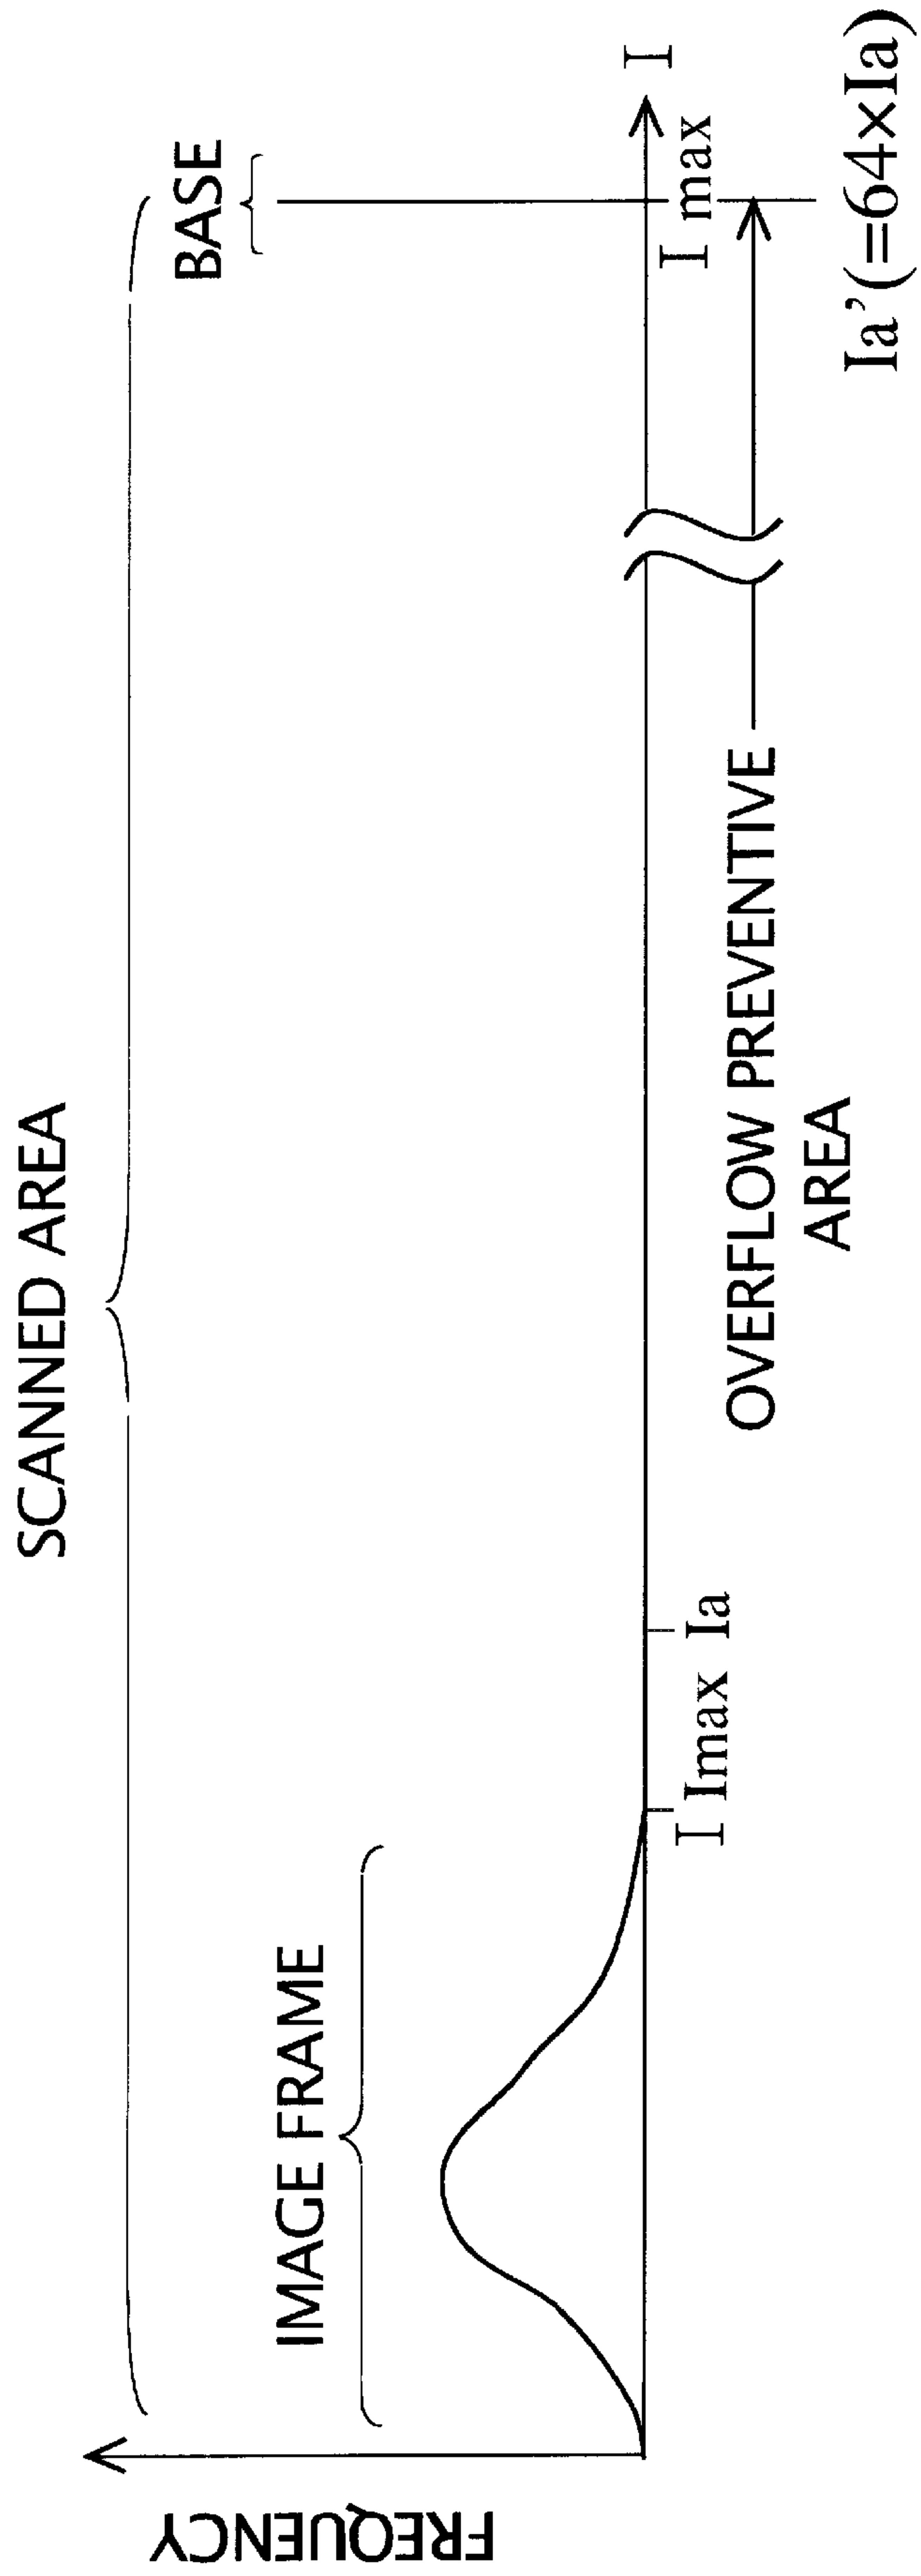 SCANNED AREA
BASE
IMAGE FRAME
FREQUENCY
I
I Imax
Ia
I max
OVERFLOW PREVENTIVE
AREA
Ia'(=64×Ia)